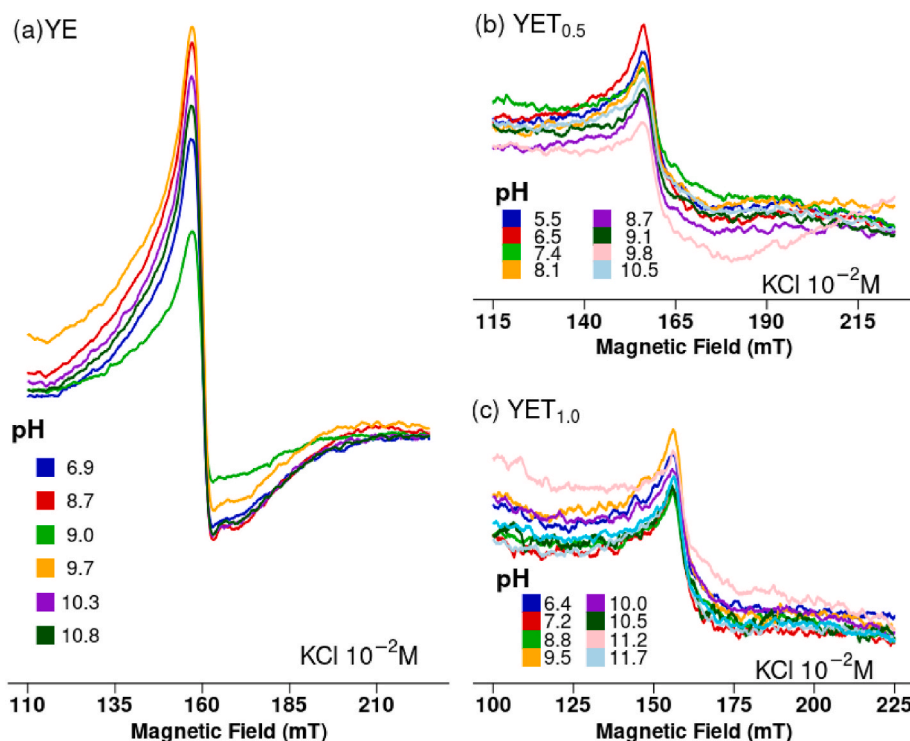 (a)YE
pH
6.9
8.7
9.0
9.7
10.3
10.8
KCl 10⁻²M
110 135 160 185 210
Magnetic Field (mT)
(b) YET₀.₅
pH
5.5 8.7
6.5 9.1
7.4 9.8
8.1 10.5
KCl 10⁻²M
115 140 165 190 215
Magnetic Field (mT)
(c) YET₁.₀
pH
6.4 10.0
7.2 10.5
8.8 11.2
9.5 11.7
KCl 10⁻²M
100 125 150 175 200 225
Magnetic Field (mT)